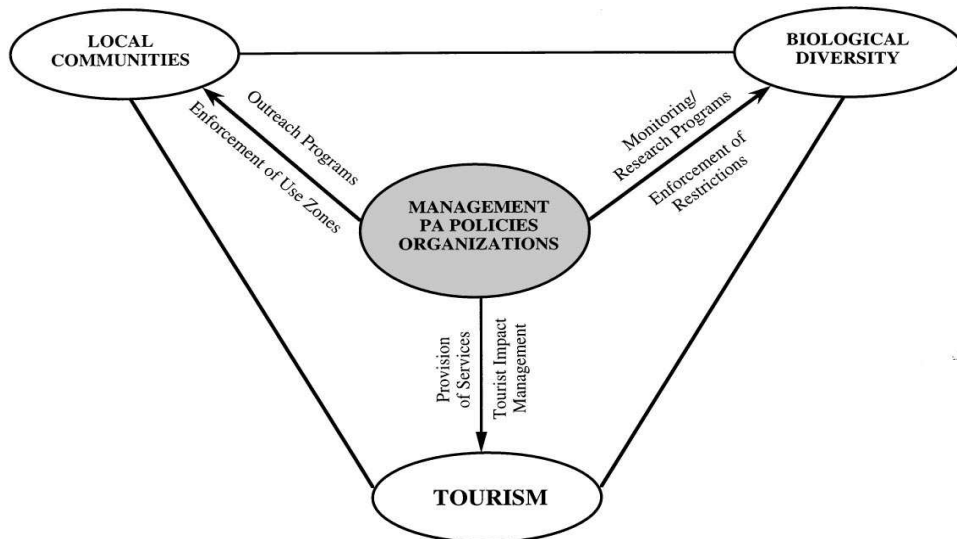 LOCAL
COMMUNITIES
BIOLOGICAL
DIVERSITY
Outreach Programs
Enforcement of Use Zones
Monitoring/
Research Programs
Enforcement of
Restrictions
MANAGEMENT
PA POLICIES
ORGANIZATIONS
Provision
of Services
Tourist Impact
Management
TOURISM